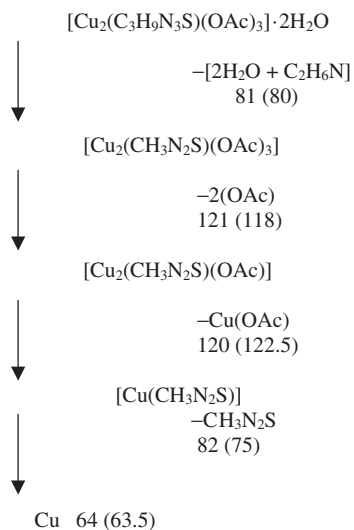 [Cu₂(C₃H₉N₃S)(OAc)₃]·2H₂O
−[2H₂O + C₂H₆N]
81 (80)
[Cu₂(CH₃N₂S)(OAc)₃]
−2(OAc)
121 (118)
[Cu₂(CH₃N₂S)(OAc)]
−Cu(OAc)
120 (122.5)
[Cu(CH₃N₂S)]
−CH₃N₂S
82 (75)
Cu 64 (63.5)